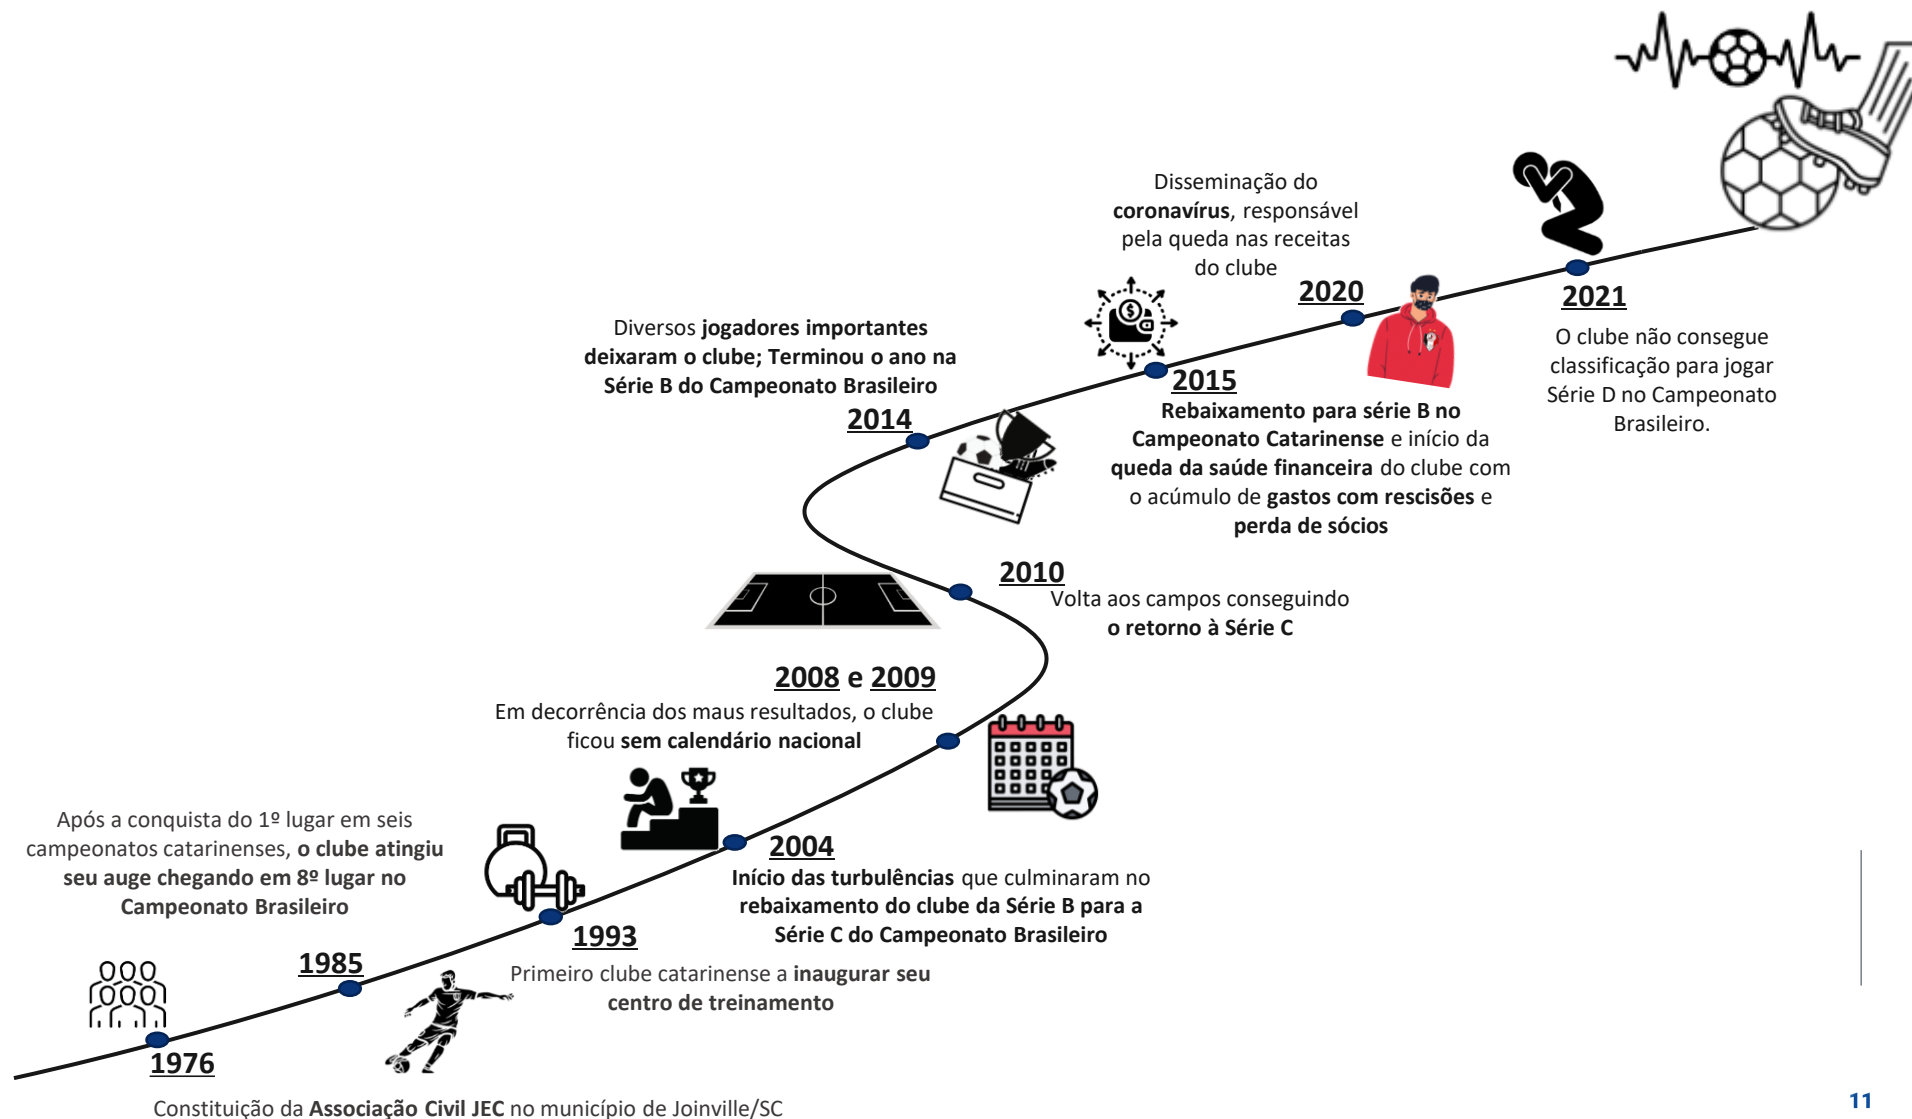 1976
Constituição da Associação Civil JEC no município de Joinville/SC
Após a conquista do 1º lugar em seis
campeonatos catarinenses, o clube atingiu
seu auge chegando em 8º lugar no
Campeonato Brasileiro
1985
1993
Primeiro clube catarinense a inaugurar seu
centro de treinamento
2004
Início das turbulências que culminaram no
rebaixamento do clube da Série B para a
Série C do Campeonato Brasileiro
2008 e 2009
Em decorrência dos maus resultados, o clube
ficou sem calendário nacional
2010
Volta aos campos conseguindo
o retorno à Série C
Diversos jogadores importantes
deixaram o clube; Terminou o ano na
Série B do Campeonato Brasileiro
2014
2015
Rebaixamento para série B no
Campeonato Catarinense e início da
queda da saúde financeira do clube com
o acúmulo de gastos com rescisões e
perda de sócios
Disseminação do
coronavírus, responsável
pela queda nas receitas
do clube
2020
2021
O clube não consegue
classificação para jogar
Série D no Campeonato
Brasileiro.
11